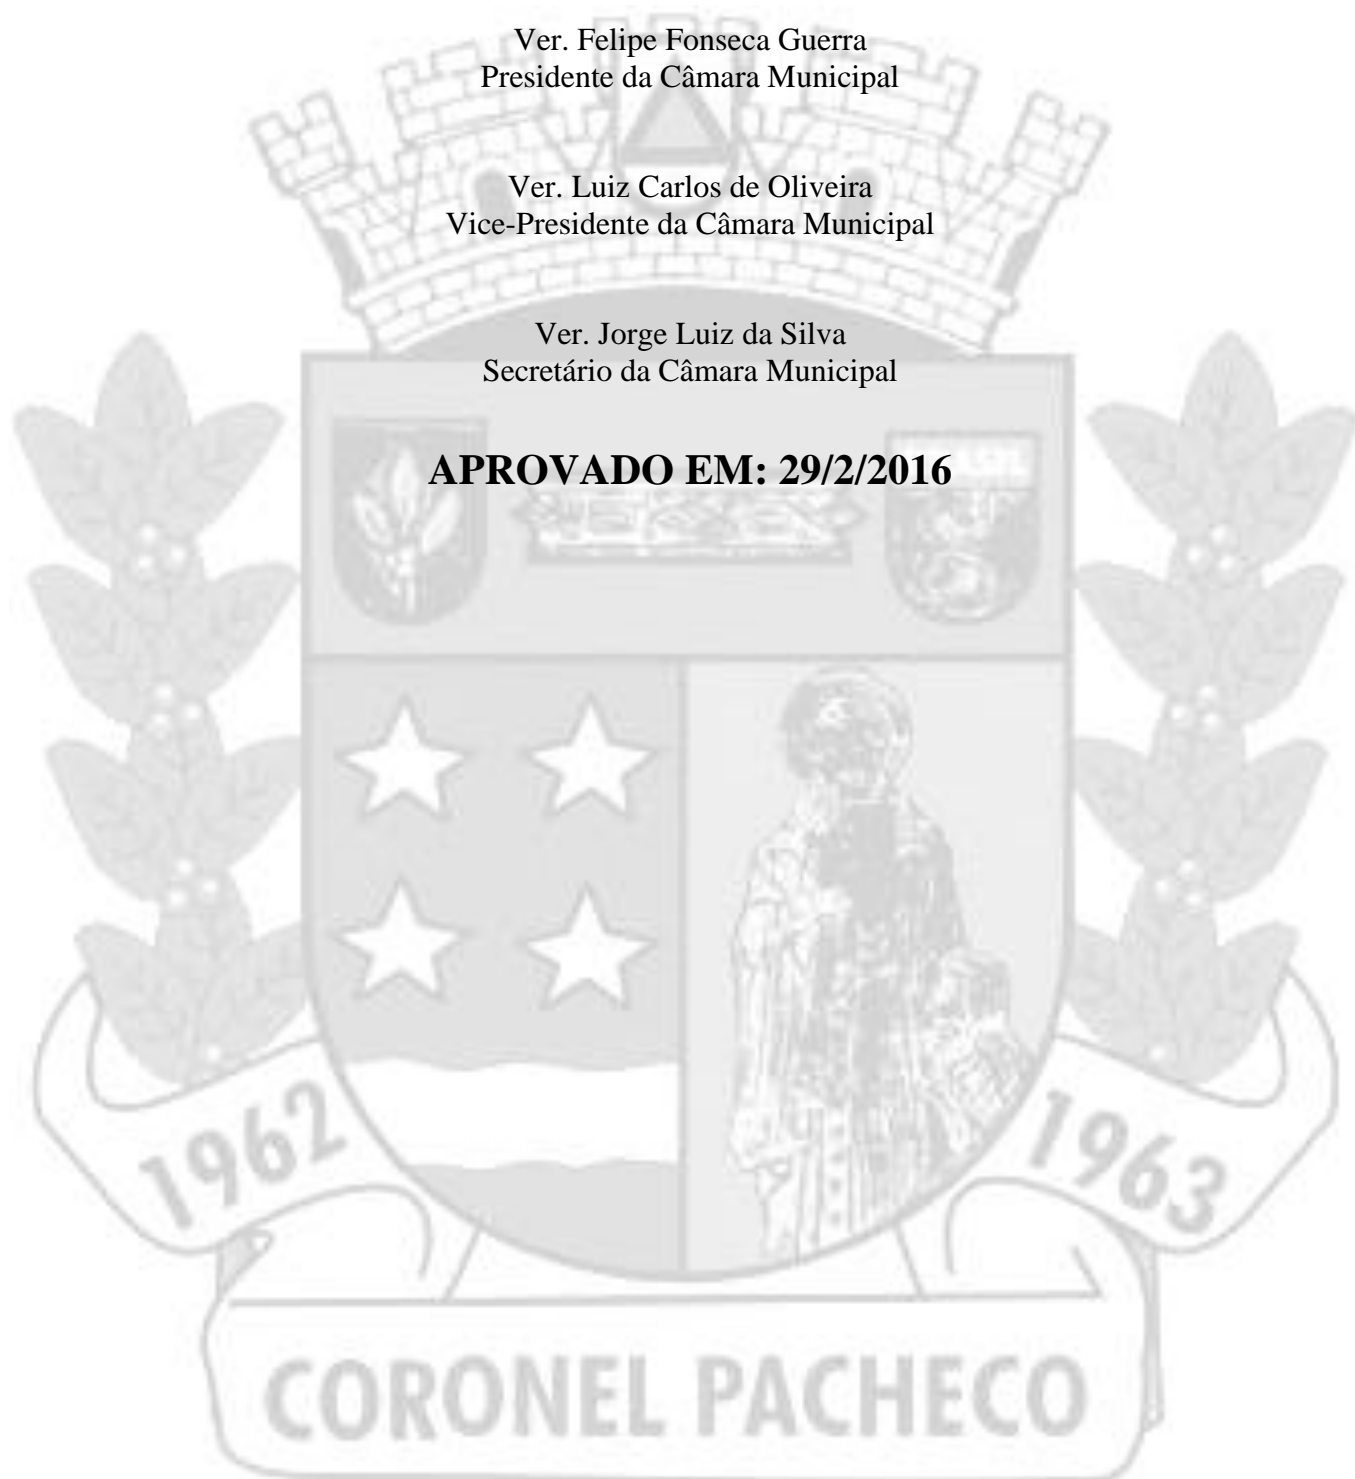 Ver. Felipe Fonseca Guerra
Presidente da Câmara Municipal
Ver. Luiz Carlos de Oliveira
Vice-Presidente da Câmara Municipal
Ver. Jorge Luiz da Silva
Secretário da Câmara Municipal
APROVADO EM: 29/2/2016
1962
1963
CORONEL PACHECO